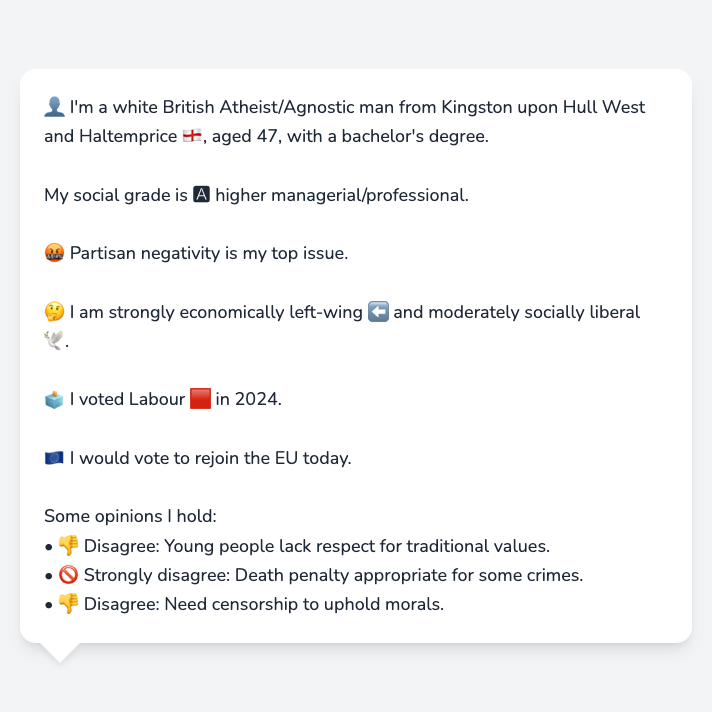 👤 I'm a white British Atheist/Agnostic man from Kingston upon Hull West
and Haltemprice 🏴󠁧󠁢󠁥󠁮󠁧󠁿, aged 47, with a bachelor's degree.
My social grade is 🅰 higher managerial/professional.
🤬 Partisan negativity is my top issue.
🤔 I am strongly economically left-wing ⬅️ and moderately socially liberal
🕊️.
🗳️ I voted Labour 🟥 in 2024.
🇪🇺 I would vote to rejoin the EU today.
Some opinions I hold:
• 👎 Disagree: Young people lack respect for traditional values.
• 🚫 Strongly disagree: Death penalty appropriate for some crimes.
• 👎 Disagree: Need censorship to uphold morals.